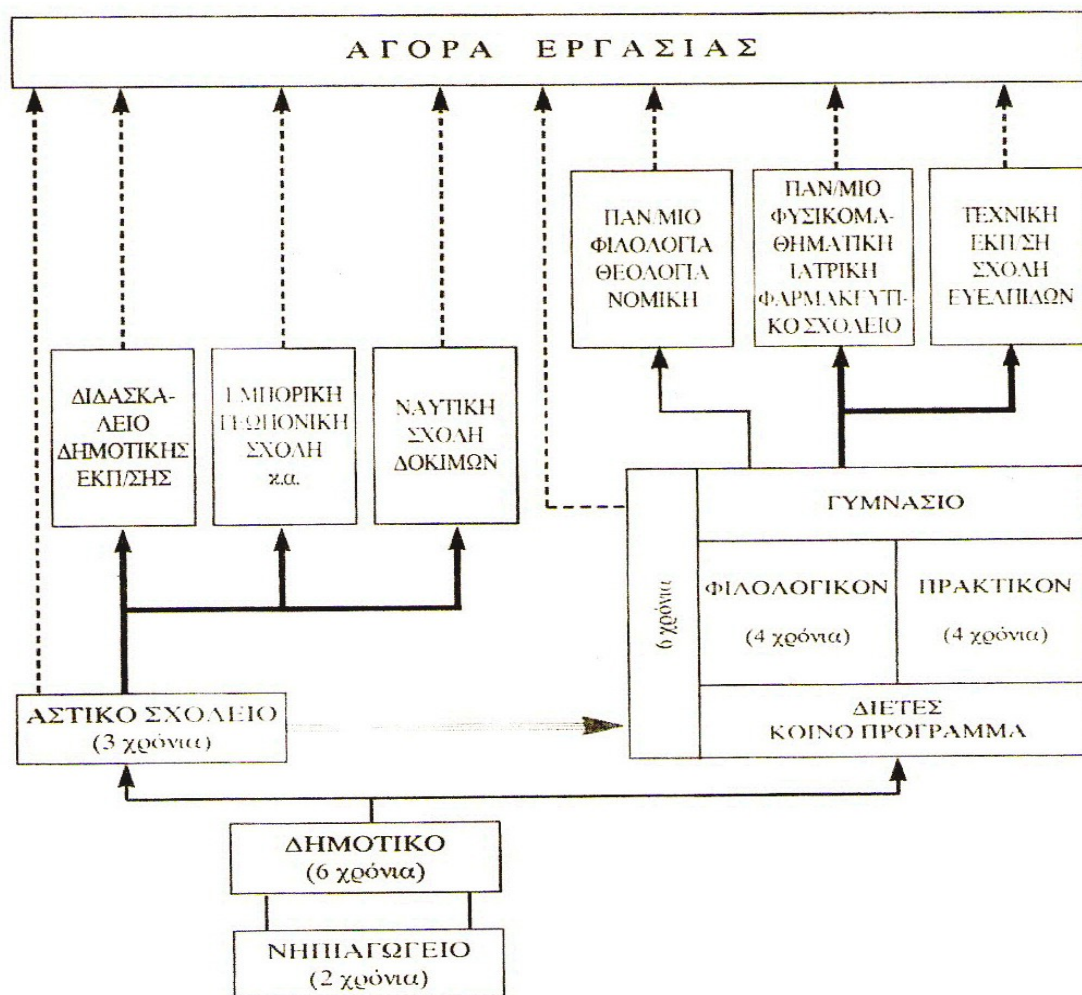 ΑΓΟΡΑ ΕΡΓΑΣΙΑΣ
ΠΑΝ/ΜΙΟ
ΦΙΛΟΛΟΓΙΑ
ΘΕΟΛΟΓΙΑ
ΝΟΜΙΚΗ
ΠΑΝ/ΜΙΟ
ΦΥΣΙΚΟΜΑ-
ΘΗΜΑΤΙΚΗ
ΙΑΤΡΙΚΗ
ΦΑΡΜΑΚΕΥΤΙ-
ΚΟ ΣΧΟΛΕΙΟ
ΤΕΧΝΙΚΗ
ΕΚΠ/ΣΗ
ΣΧΟΛΗ
ΕΥΕΛΠΙΔΩΝ
ΔΙΔΑΣΚΑ-
ΛΕΙΟ
ΔΗΜΟΤΙΚΗΣ
ΕΚΠ/ΣΗΣ
ΕΜΠΟΡΙΚΗ
ΓΕΩΠΟΝΙΚΗ
ΣΧΟΛΗ
κ.α.
ΝΑΥΤΙΚΗ
ΣΧΟΛΗ
ΔΟΚΙΜΩΝ
6 χρόνια
ΓΥΜΝΑΣΙΟ
ΦΙΛΟΛΟΓΙΚΟΝ
(4 χρόνια)
ΠΡΑΚΤΙΚΟΝ
(4 χρόνια)
ΔΙΕΤΕΣ
ΚΟΙΝΟ ΠΡΟΓΡΑΜΜΑ
ΑΣΤΙΚΟ ΣΧΟΛΕΙΟ
(3 χρόνια)
ΔΗΜΟΤΙΚΟ
(6 χρόνια)
ΝΗΠΙΑΓΩΓΕΙΟ
(2 χρόνια)